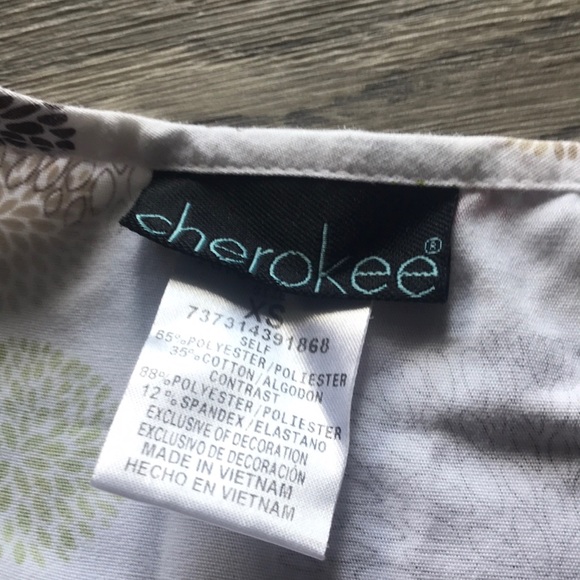 cherokee®
XS
737314391868
SELF
65%POLYESTER/POLIESTER
35%COTTON/ALGODON
CONTRAST
88%POLYESTER/POLIESTER
12%SPANDEX/ELASTANO
EXCLUSIVE OF DECORATION
EXCLUSIVO DE DECORACIÓN
MADE IN VIETNAM
HECHO EN VIETNAM